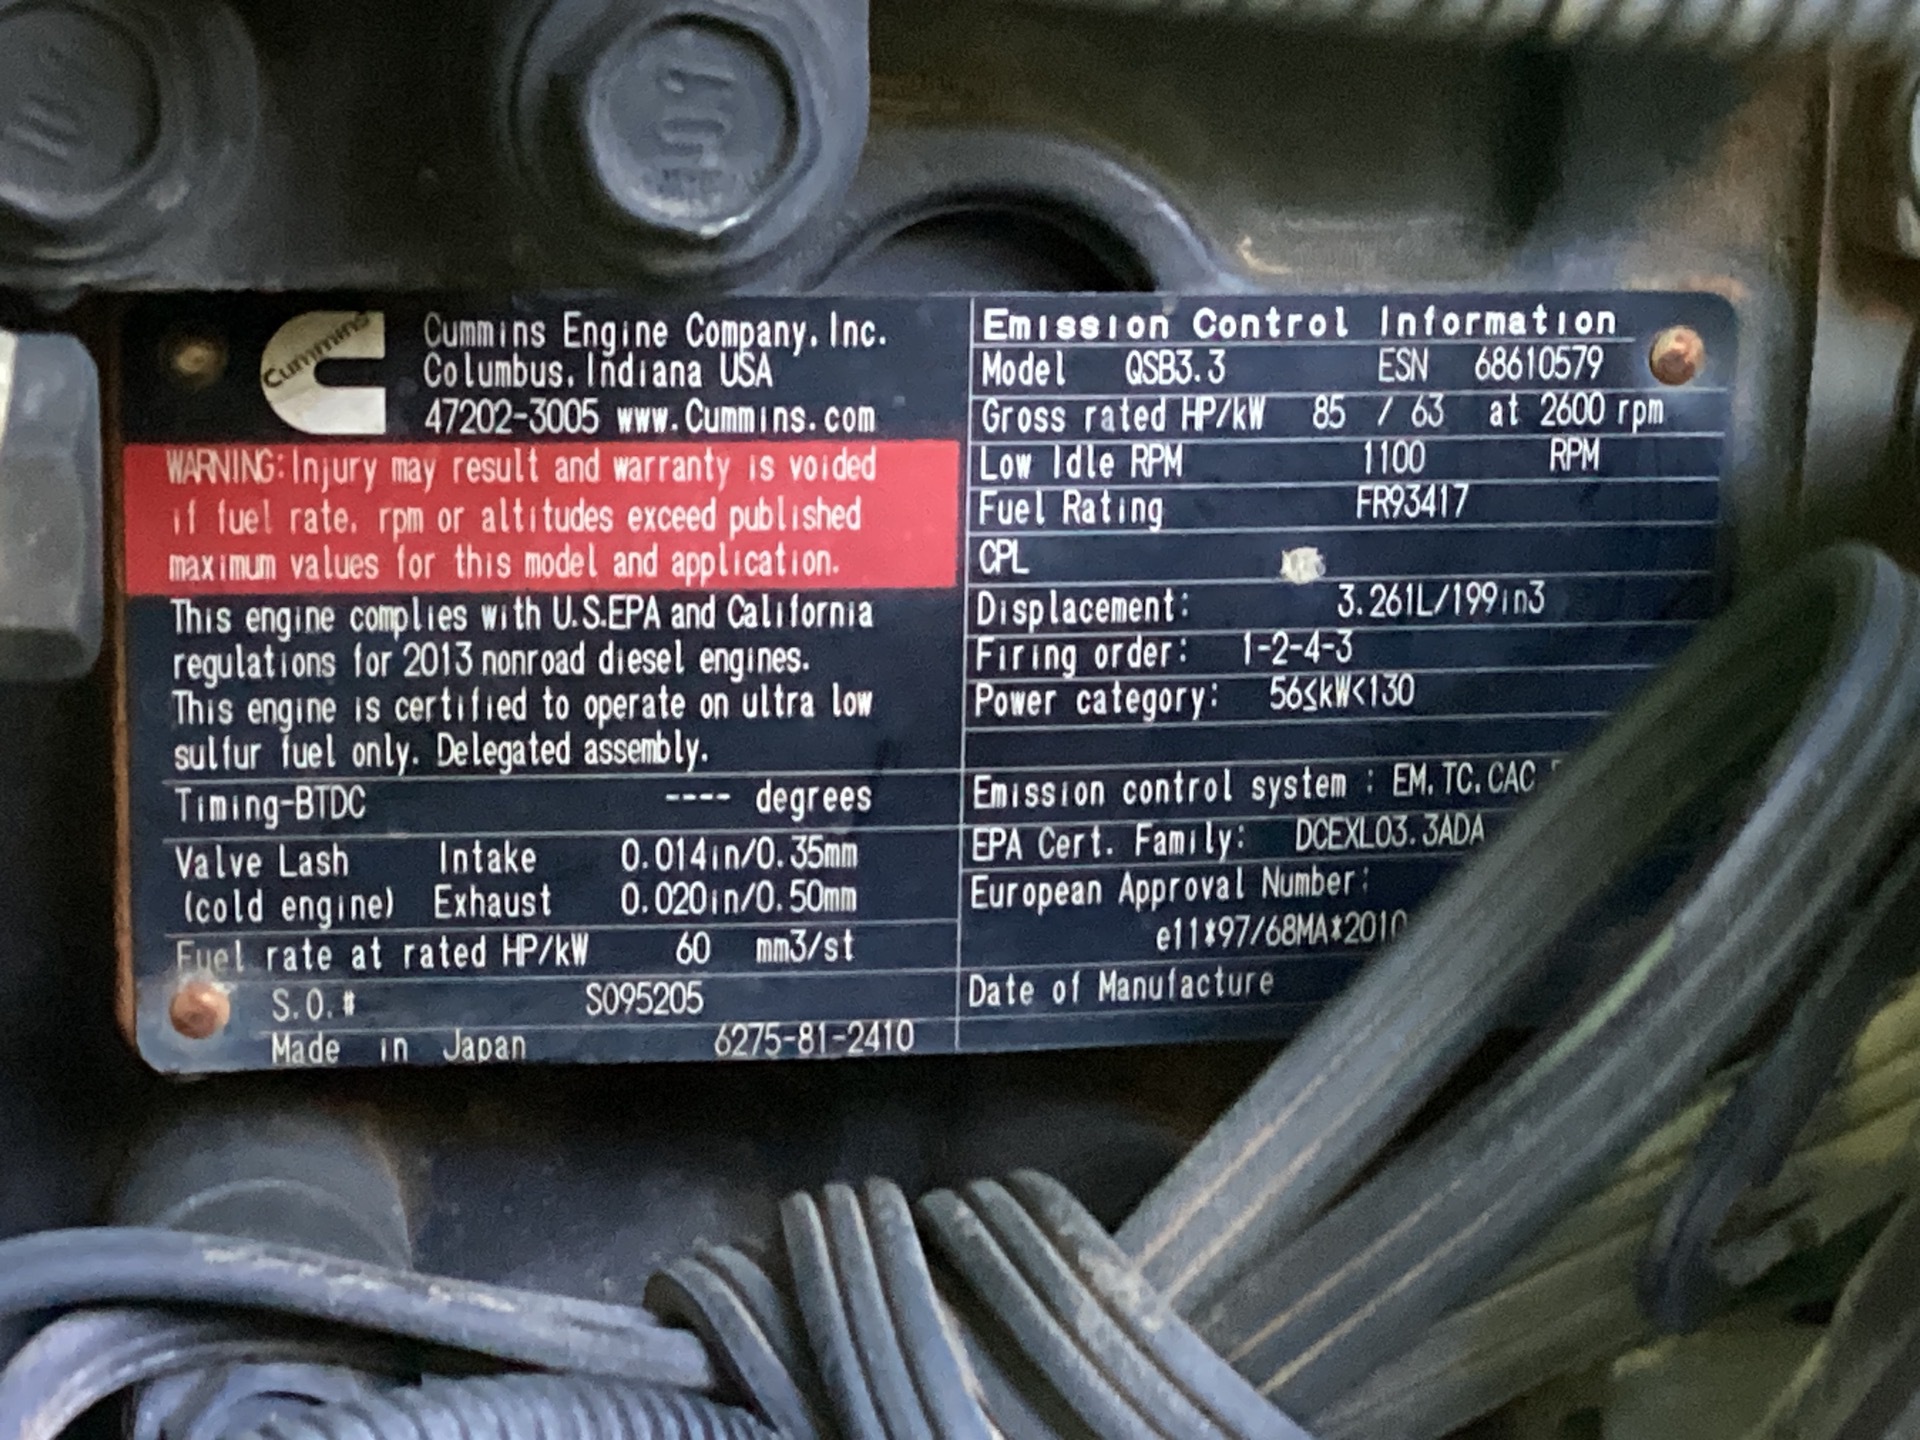 Cummins
Cummins Engine Company, Inc.
Columbus, Indiana USA
47202-3005 www.Cummins.com
WARNING: Injury may result and warranty is voided
if fuel rate, rpm or altitudes exceed published
maximum values for this model and application.
This engine complies with U.S.EPA and California
regulations for 2013 nonroad diesel engines.
This engine is certified to operate on ultra low
sulfur fuel only. Delegated assembly.
Timing-BTDC ---- degrees
Valve Lash Intake 0.014in/0.35mm
(cold engine) Exhaust 0.020in/0.50mm
Fuel rate at rated HP/kW 60 mm3/st
S.O.# S095205
Made in Japan 6275-81-2410
Emission Control Information
Model QSB3.3 ESN 68610579
Gross rated HP/kW 85 / 63 at 2600 rpm
Low Idle RPM 1100 RPM
Fuel Rating FR93417
CPL
Displacement: 3.261L/199in3
Firing order: 1-2-4-3
Power category: 56≤kW<130
Emission control system : EM, TC, CAC
EPA Cert. Family: DCEXL03.3ADA
European Approval Number:
e11*97/68MA*2010
Date of Manufacture